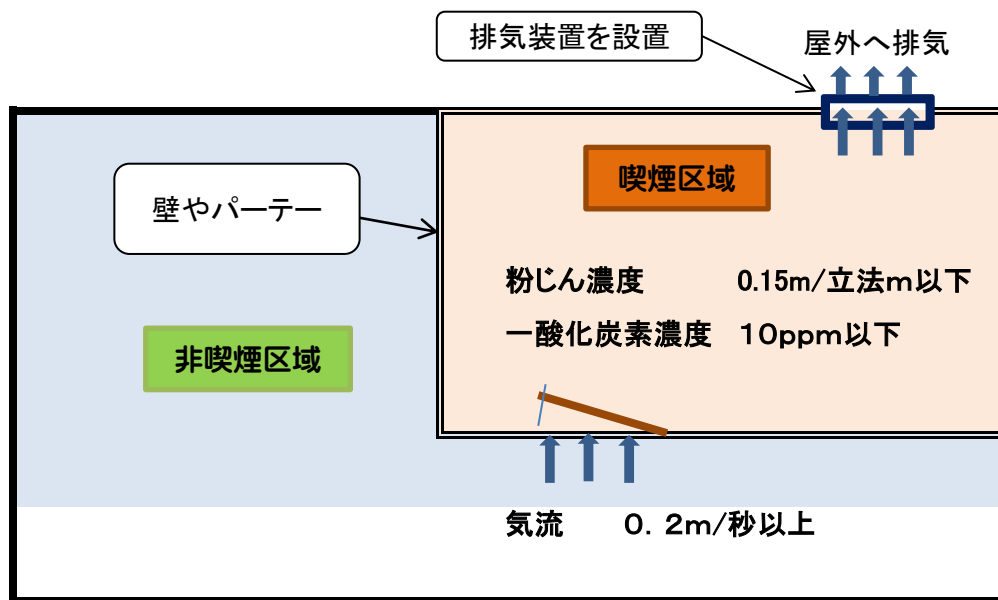 排気装置を設置
屋外へ排気
喫煙区域
壁やパーテー
粉じん濃度 0.15m/立法ｍ以下
一酸化炭素濃度 １０ppm以下
非喫煙区域
気流 ０．２m/秒以上